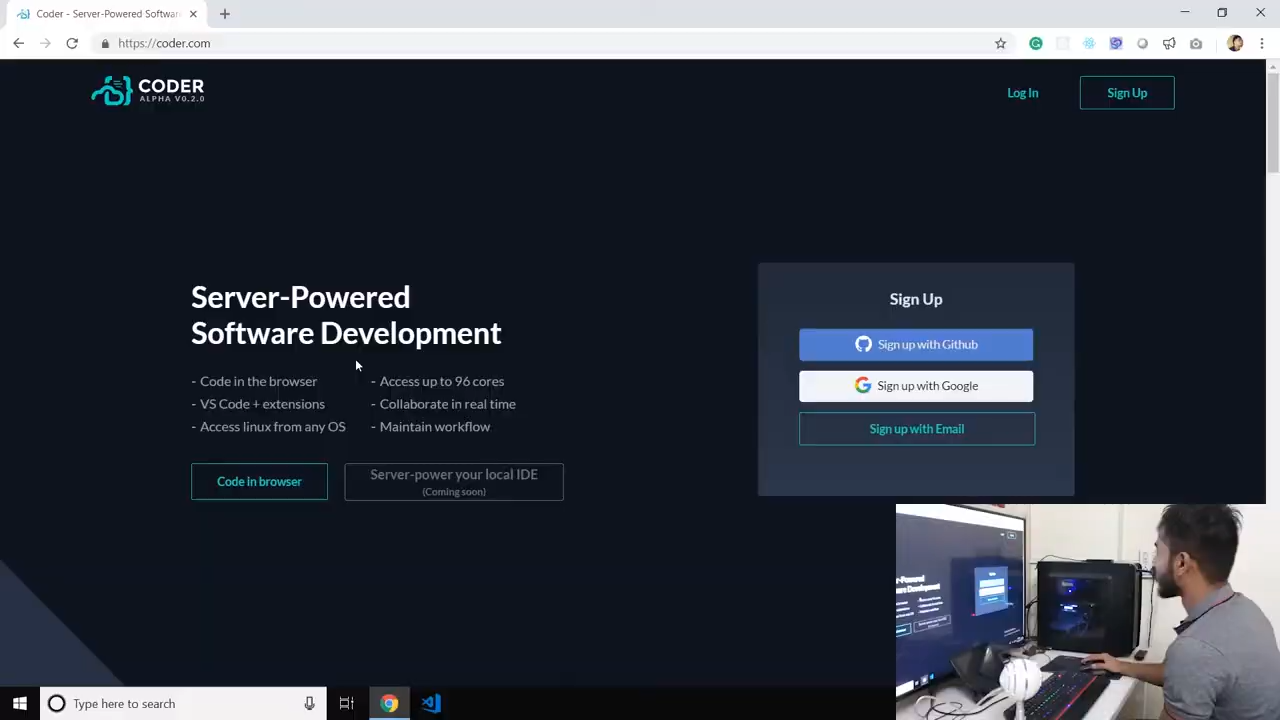 Coder - Server-Powered Softwar
https://coder.com
CODER
ALPHA V0.2.0
Log In
Sign Up
Server-Powered
Software Development
- Code in the browser
- VS Code + extensions
- Access linux from any OS
- Access up to 96 cores
- Collaborate in real time
- Maintain workflow
Code in browser
Server-power your local IDE
(Coming soon)
Sign Up
Sign up with Github
Sign up with Google
Sign up with Email
Type here to search